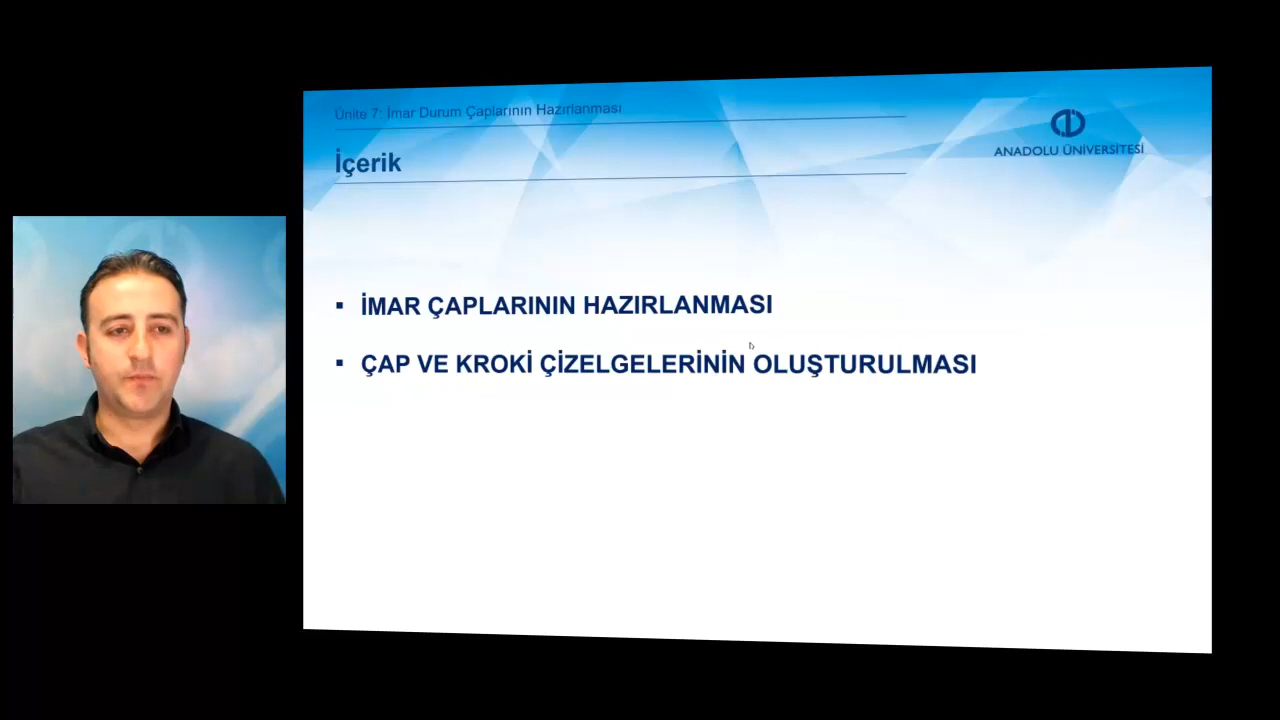 Ünite 7: İmar Durum Çaplarının Hazırlanması
İçerik
ANADOLU ÜNİVERSİTESİ
▪ İMAR ÇAPLARININ HAZIRLANMASI
▪ ÇAP VE KROKİ ÇİZELGELERİNİN OLUŞTURULMASI